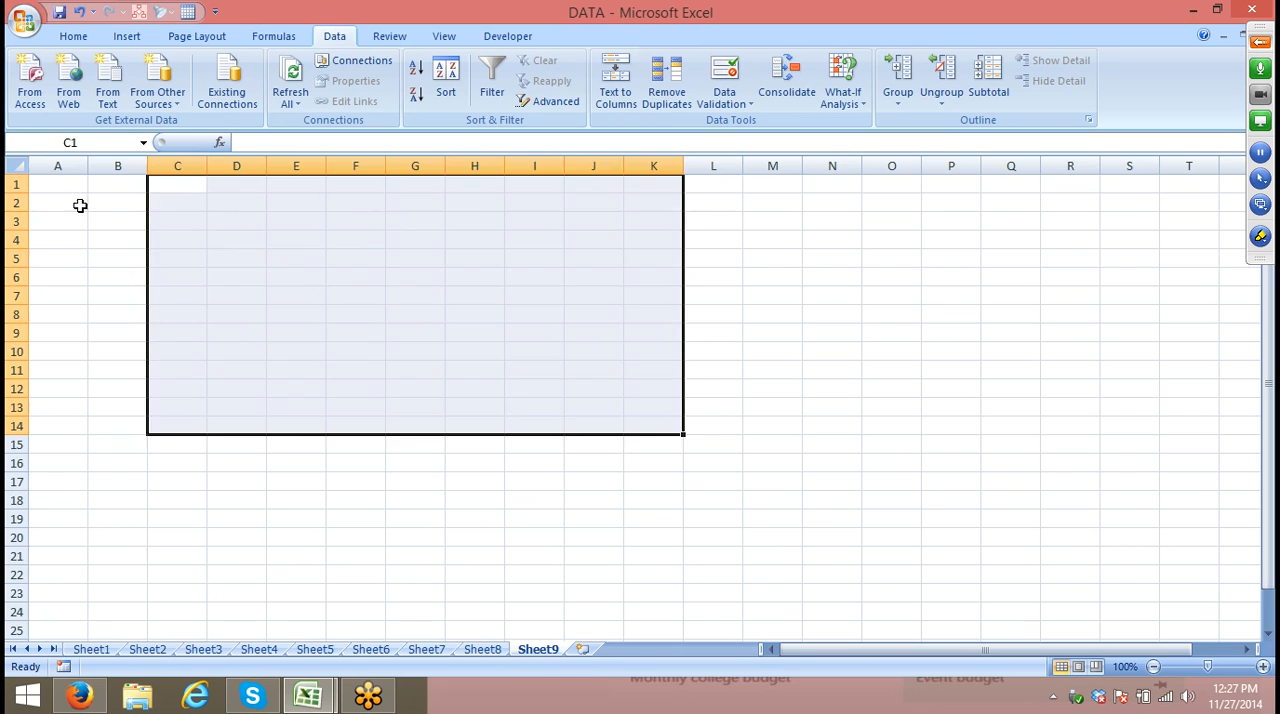 DATA - Microsoft Excel
Home Insert Page Layout Formulas Data Review View Developer
From Access
From Web
From Text
From Other Sources
Existing Connections
Get External Data
Refresh All
Connections
Properties
Edit Links
Connections
Sort
Filter
Clear
Reapply
Advanced
Sort & Filter
Text to Columns
Remove Duplicates
Data Validation
Consolidate
What-If Analysis
Data Tools
Group
Ungroup
Subtotal
Show Detail
Hide Detail
Outline
C1 fx
A B C D E F G H I J K L M N O P Q R S T
1
2
3
4
5
6
7
8
9
10
11
12
13
14
15
16
17
18
19
20
21
22
23
24
25
Sheet1 Sheet2 Sheet3 Sheet4 Sheet5 Sheet6 Sheet7 Sheet8 Sheet9
Ready 100%
Monthly college budget Event budget
12:27 PM
11/27/2014